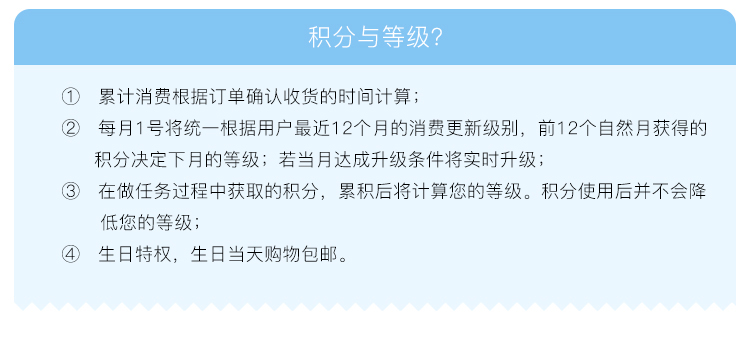 积分与等级？
① 累计消费根据订单确认收货的时间计算；
② 每月1号将统一根据用户最近12个月的消费更新级别，前12个自然月获得的
积分决定下月的等级；若当月达成升级条件将实时升级；
③ 在做任务过程中获取的积分，累积后将计算您的等级。积分使用后并不会降
低您的等级；
④ 生日特权，生日当天购物包邮。